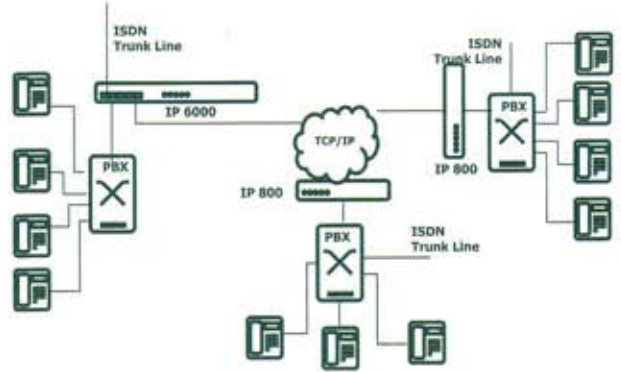 ISDN
Trunk Line
IP 6000
PBX
TCP/IP
IP 800
PBX
ISDN
Trunk Line
ISDN
Trunk Line
IP 800
PBX